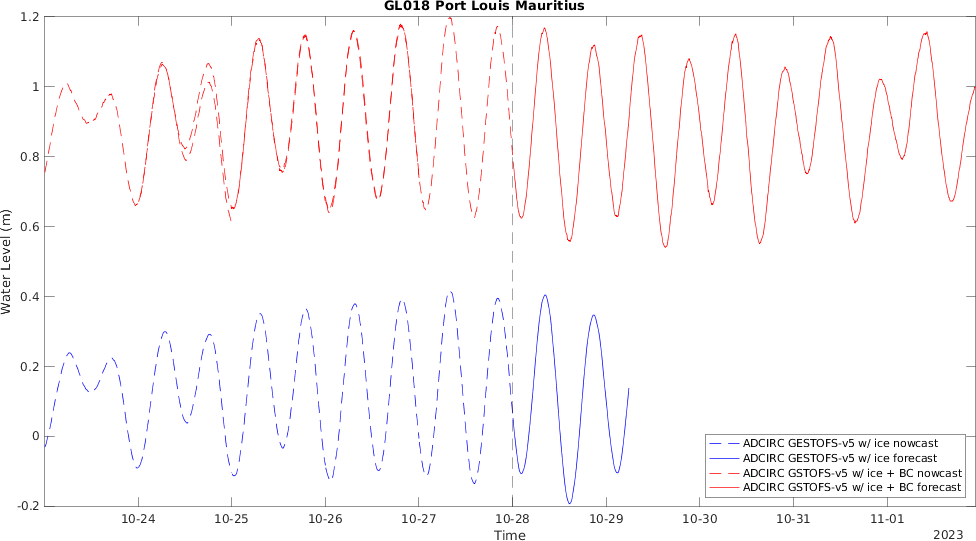 GL018 Port Louis Mauritius
1.2
1
0.8
0.6
0.4
0.2
0
-0.2
Water Level (m)
ADCIRC GESTOFS-v5 w/ ice nowcast
ADCIRC GESTOFS-v5 w/ ice forecast
ADCIRC GSTOFS-v5 w/ ice + BC nowcast
ADCIRC GSTOFS-v5 w/ ice + BC forecast
10-24 10-25 10-26 10-27 10-28 10-29 10-30 10-31 11-01
Time
2023